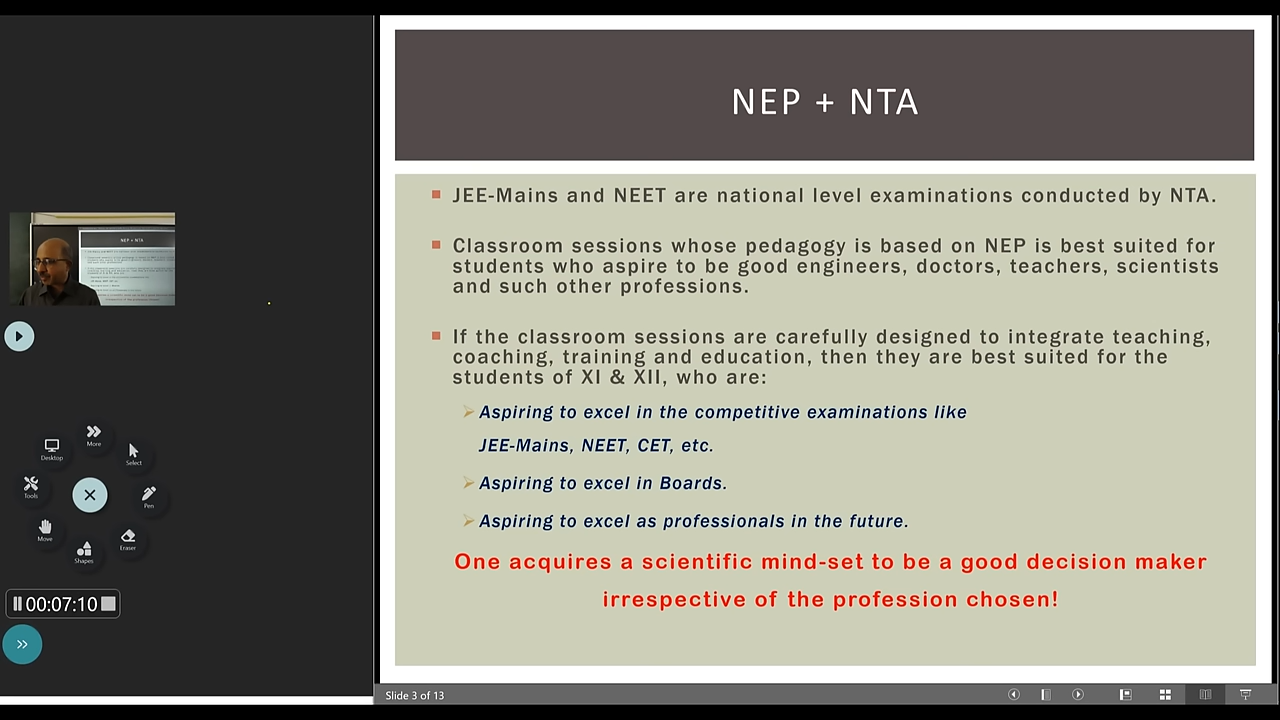 NEP + NTA
JEE-Mains and NEET are national level examinations conducted by NTA.
Classroom sessions whose pedagogy is based on NEP is best suited for
students who aspire to be good engineers, doctors, teachers, scientists
and such other professions.
If the classroom sessions are carefully designed to integrate teaching,
coaching, training and education, then they are best suited for the
students of XI & XII, who are:
Aspiring to excel in the competitive examinations like
JEE-Mains, NEET, CET, etc.
Aspiring to excel in Boards.
Aspiring to excel as professionals in the future.
One acquires a scientific mind-set to be a good decision maker
irrespective of the profession chosen!
NEP + NTA
More
Desktop
Select
Tools
Pen
Move
Eraser
Shapes
00:07:10
Slide 3 of 13